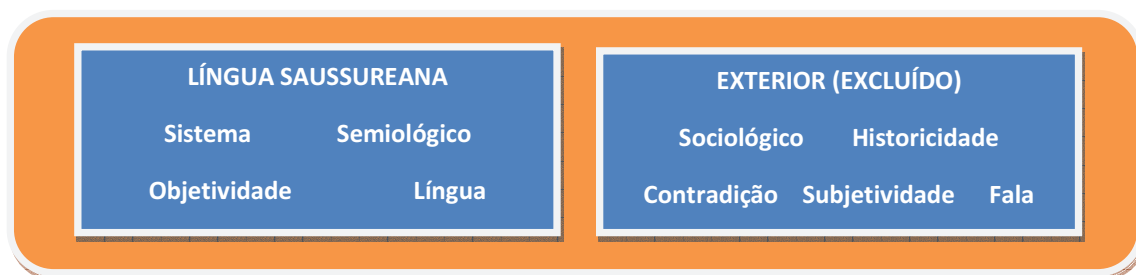 LÍNGUA SAUSSUREANA
Sistema Semiológico
Objetividade Língua
EXTERIOR (EXCLUÍDO)
Sociológico Historicidade
Contradição Subjetividade Fala